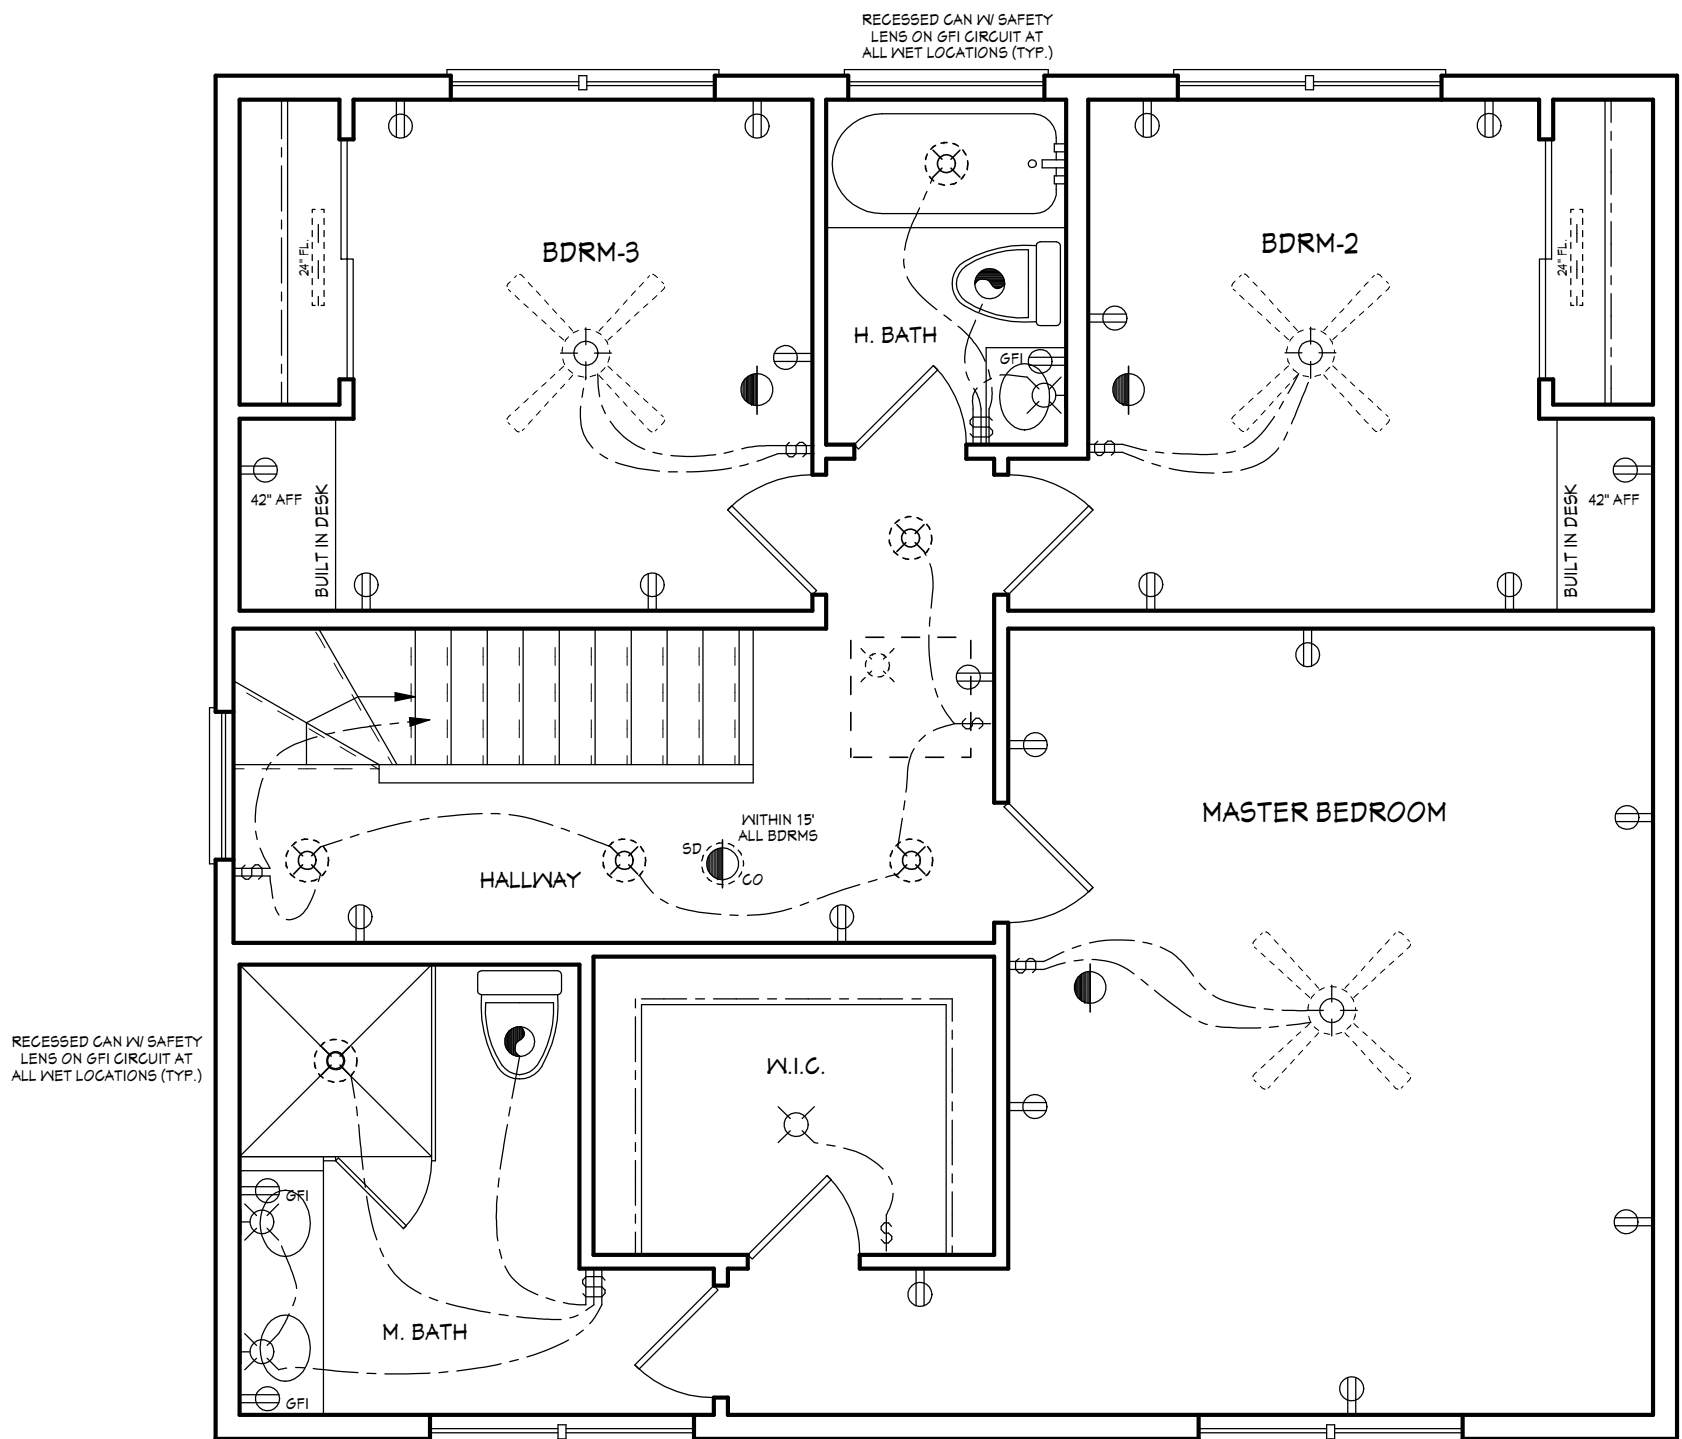 RECESSED CAN W/ SAFETY
LENS ON GFI CIRCUIT AT
ALL WET LOCATIONS (TYP.)
BDRM-3
BDRM-2
24" FL.
24" FL.
H. BATH
GFI
42" AFF
BUILT IN DESK
42" AFF
BUILT IN DESK
MASTER BEDROOM
WITHIN 15'
ALL BDRMS
SD
CO
HALLWAY
RECESSED CAN W/ SAFETY
LENS ON GFI CIRCUIT AT
ALL WET LOCATIONS (TYP.)
W.I.C.
GFI
M. BATH
GFI